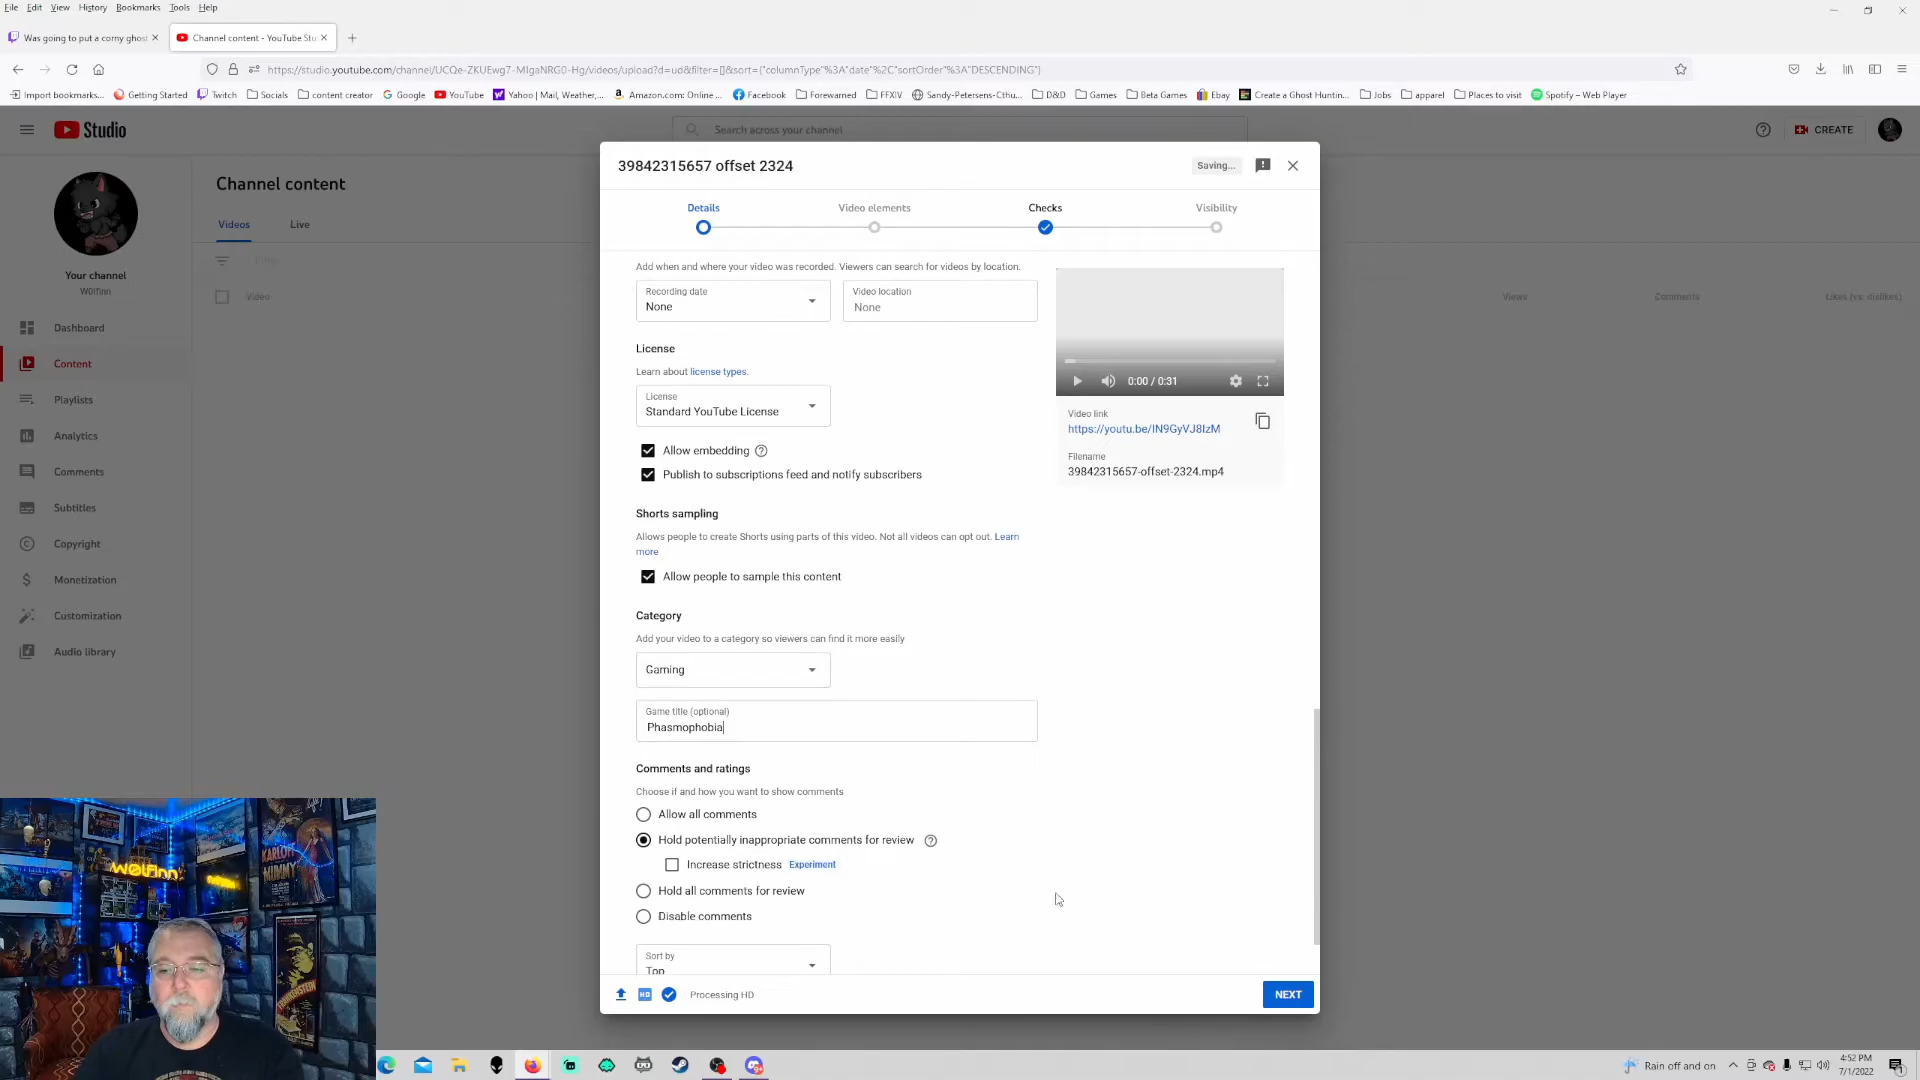 File Edit View History Bookmarks Tools Help
Was going to put a corny ghost
Channel content - YouTube Stu
https://studio.youtube.com/channel/UCQe-ZKUEwg7-MIgaNRG0-Hg/videos/upload?d=ud&filter=[]&sort={"columnType"%3A"date"%2C"sortOrder"%3A"DESCENDING"}
Import bookmarks... Getting Started Twitch Socials content creator Google YouTube Yahoo | Mail, Weather,... Amazon.com: Online ... Facebook Forewarned FFXIV Sandy-Petersens-Cthu... D&D Games Beta Games Ebay Create a Ghost Huntin... Jobs apparel Places to visit Spotify – Web Player
Studio
Search across your channel
CREATE
Channel content
Videos Live
Filter
Video Views Comments Likes (vs. dislikes)
Your channel
W0lfinn
Dashboard
Content
Playlists
Analytics
Comments
Subtitles
Copyright
Monetization
Customization
Audio library
39842315657 offset 2324
Saving...
Details Video elements Checks Visibility
Add when and where your video was recorded. Viewers can search for videos by location.
Recording date
None
Video location
None
License
Learn about license types.
License
Standard YouTube License
Allow embedding
Publish to subscriptions feed and notify subscribers
Shorts sampling
Allows people to create Shorts using parts of this video. Not all videos can opt out. Learn
more
Allow people to sample this content
Category
Add your video to a category so viewers can find it more easily
Gaming
Game title (optional)
Phasmophobia
Comments and ratings
Choose if and how you want to show comments
Allow all comments
Hold potentially inappropriate comments for review
Increase strictness Experiment
Hold all comments for review
Disable comments
Sort by
Top
0:00 / 0:31
Video link
https://youtu.be/IN9GyVJ8IzM
Filename
39842315657-offset-2324.mp4
HD Processing HD
NEXT
W0lfinn
KARLOFF
MUMMY
FRANKENSTEIN
Rain off and on
4:52 PM
7/1/2022